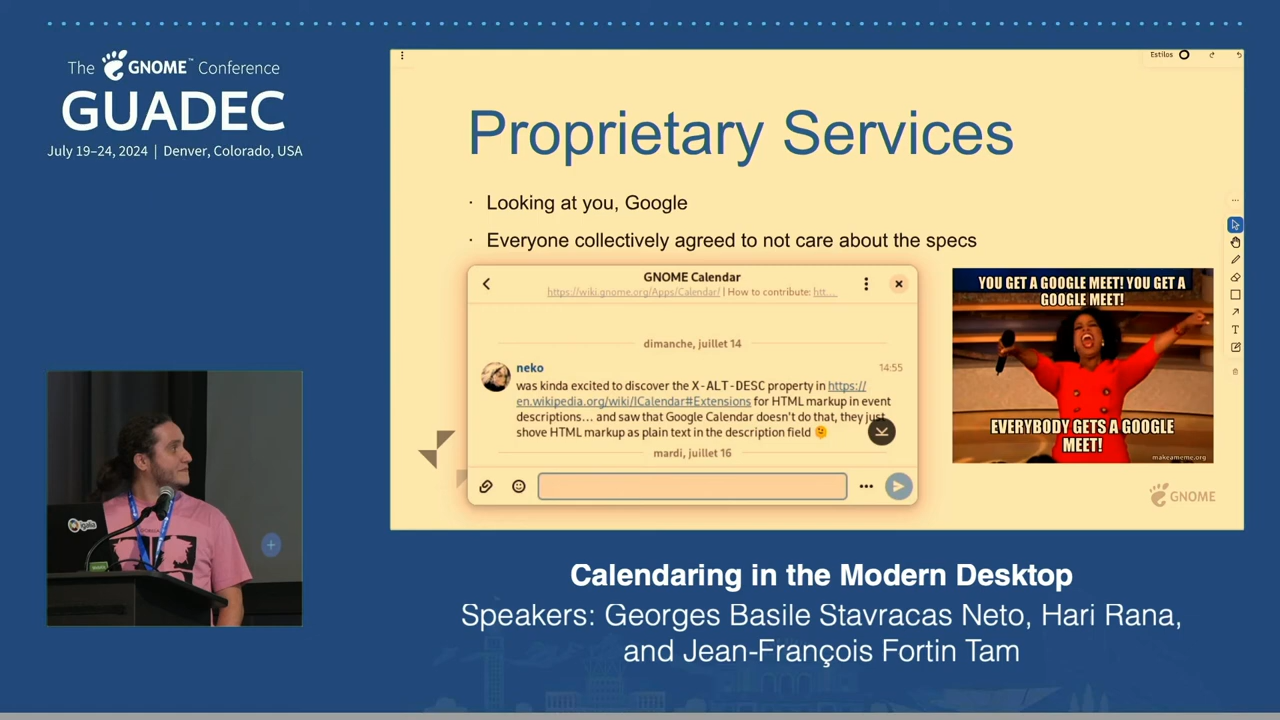 The GNOME™ Conference
GUADEC
July 19–24, 2024 | Denver, Colorado, USA
Estilos
Proprietary Services
· Looking at you, Google
· Everyone collectively agreed to not care about the specs
GNOME Calendar
https://wiki.gnome.org/Apps/Calendar/ | How to contribute: htt...
dimanche, juillet 14
neko
14:55
was kinda excited to discover the X-ALT-DESC property in https://
en.wikipedia.org/wiki/ICalendar#Extensions for HTML markup in event
descriptions... and saw that Google Calendar doesn't do that, they just
shove HTML markup as plain text in the description field 🫠
mardi, juillet 16
YOU GET A GOOGLE MEET! YOU GET A
GOOGLE MEET!
EVERYBODY GETS A GOOGLE
MEET!
makeameme.org
GNOME
igalia
Calendaring in the Modern Desktop
Speakers: Georges Basile Stavracas Neto, Hari Rana,
and Jean-François Fortin Tam